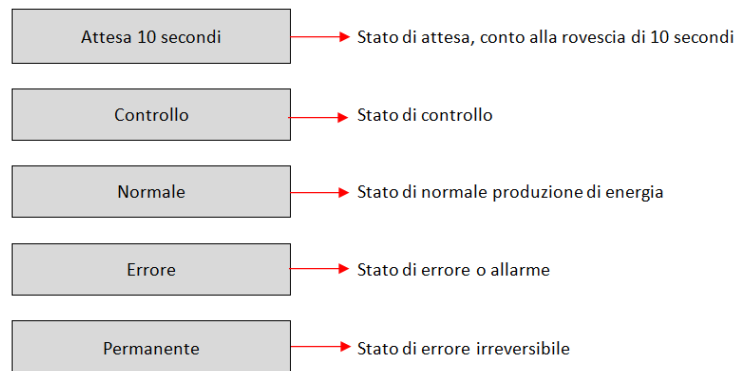 Attesa 10 secondi Stato di attesa, conto alla rovescia di 10 secondi
Controllo Stato di controllo
Normale Stato di normale produzione di energia
Errore Stato di errore o allarme
Permanente Stato di errore irreversibile